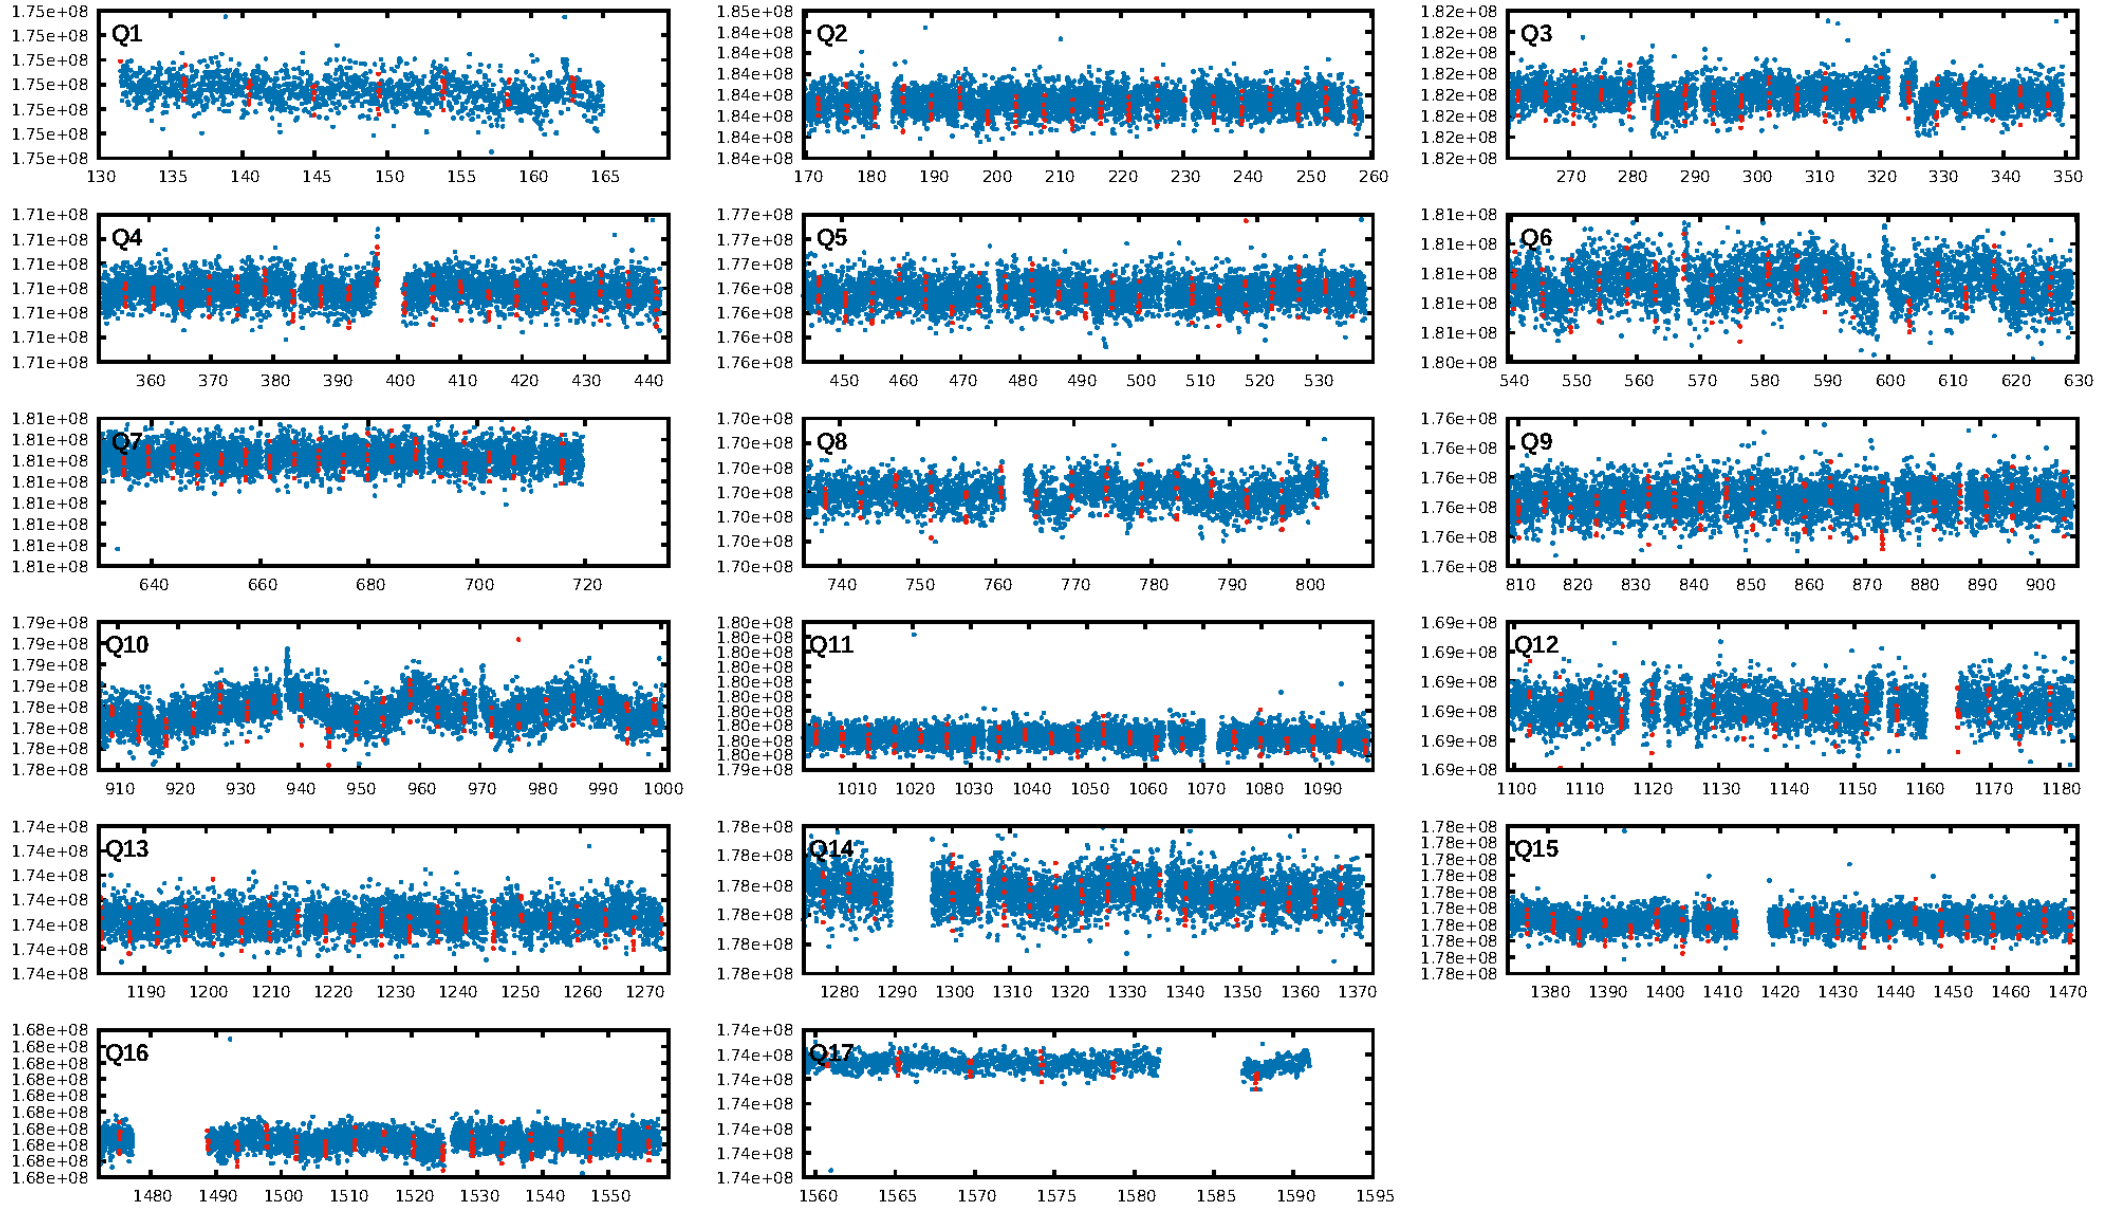 1.75e+08 1.75e+08 1.75e+08 1.75e+08 1.75e+08 1.75e+08 1.75e+08
Q1
130 135 140 145 150 155 160 165
1.85e+08 1.84e+08 1.84e+08 1.84e+08 1.84e+08 1.84e+08 1.84e+08 1.84e+08
Q2
170 180 190 200 210 220 230 240 250 260
1.82e+08 1.82e+08 1.82e+08 1.82e+08 1.82e+08 1.82e+08 1.82e+08 1.82e+08
Q3
270 280 290 300 310 320 330 340 350
1.71e+08 1.71e+08 1.71e+08 1.71e+08 1.71e+08 1.71e+08 1.71e+08
Q4
360 370 380 390 400 410 420 430 440
1.77e+08 1.77e+08 1.77e+08 1.76e+08 1.76e+08 1.76e+08 1.76e+08
Q5
450 460 470 480 490 500 510 520 530
1.81e+08 1.81e+08 1.81e+08 1.81e+08 1.81e+08 1.80e+08
Q6
540 550 560 570 580 590 600 610 620 630
1.81e+08 1.81e+08 1.81e+08 1.81e+08 1.81e+08 1.81e+08 1.81e+08 1.81e+08
Q7
640 660 680 700 720
1.70e+08 1.70e+08 1.70e+08 1.70e+08 1.70e+08 1.70e+08 1.70e+08
Q8
740 750 760 770 780 790 800
1.76e+08 1.76e+08 1.76e+08 1.76e+08 1.76e+08 1.76e+08
Q9
810 820 830 840 850 860 870 880 890 900
1.79e+08 1.79e+08 1.79e+08 1.79e+08 1.78e+08 1.78e+08 1.78e+08 1.78e+08
Q10
910 920 930 940 950 960 970 980 990 1000
1.80e+08 1.80e+08 1.80e+08 1.80e+08 1.80e+08 1.80e+08 1.80e+08 1.80e+08 1.80e+08 1.80e+08 1.79e+08
Q11
1010 1020 1030 1040 1050 1060 1070 1080 1090
1.69e+08 1.69e+08 1.69e+08 1.69e+08 1.69e+08 1.69e+08
Q12
1100 1110 1120 1130 1140 1150 1160 1170 1180
1.74e+08 1.74e+08 1.74e+08 1.74e+08 1.74e+08 1.74e+08 1.74e+08
Q13
1190 1200 1210 1220 1230 1240 1250 1260 1270
1.78e+08 1.78e+08 1.78e+08 1.78e+08 1.78e+08 1.78e+08
Q14
1280 1290 1300 1310 1320 1330 1340 1350 1360 1370
1.78e+08 1.78e+08 1.78e+08 1.78e+08 1.78e+08 1.78e+08 1.78e+08 1.78e+08 1.78e+08 1.78e+08
Q15
1380 1390 1400 1410 1420 1430 1440 1450 1460 1470
1.68e+08 1.68e+08 1.68e+08 1.68e+08 1.68e+08 1.68e+08 1.68e+08 1.68e+08 1.68e+08 1.68e+08
Q16
1480 1490 1500 1510 1520 1530 1540 1550
1.74e+08 1.74e+08 1.74e+08 1.74e+08 1.74e+08 1.74e+08 1.74e+08
Q17
1560 1565 1570 1575 1580 1585 1590 1595